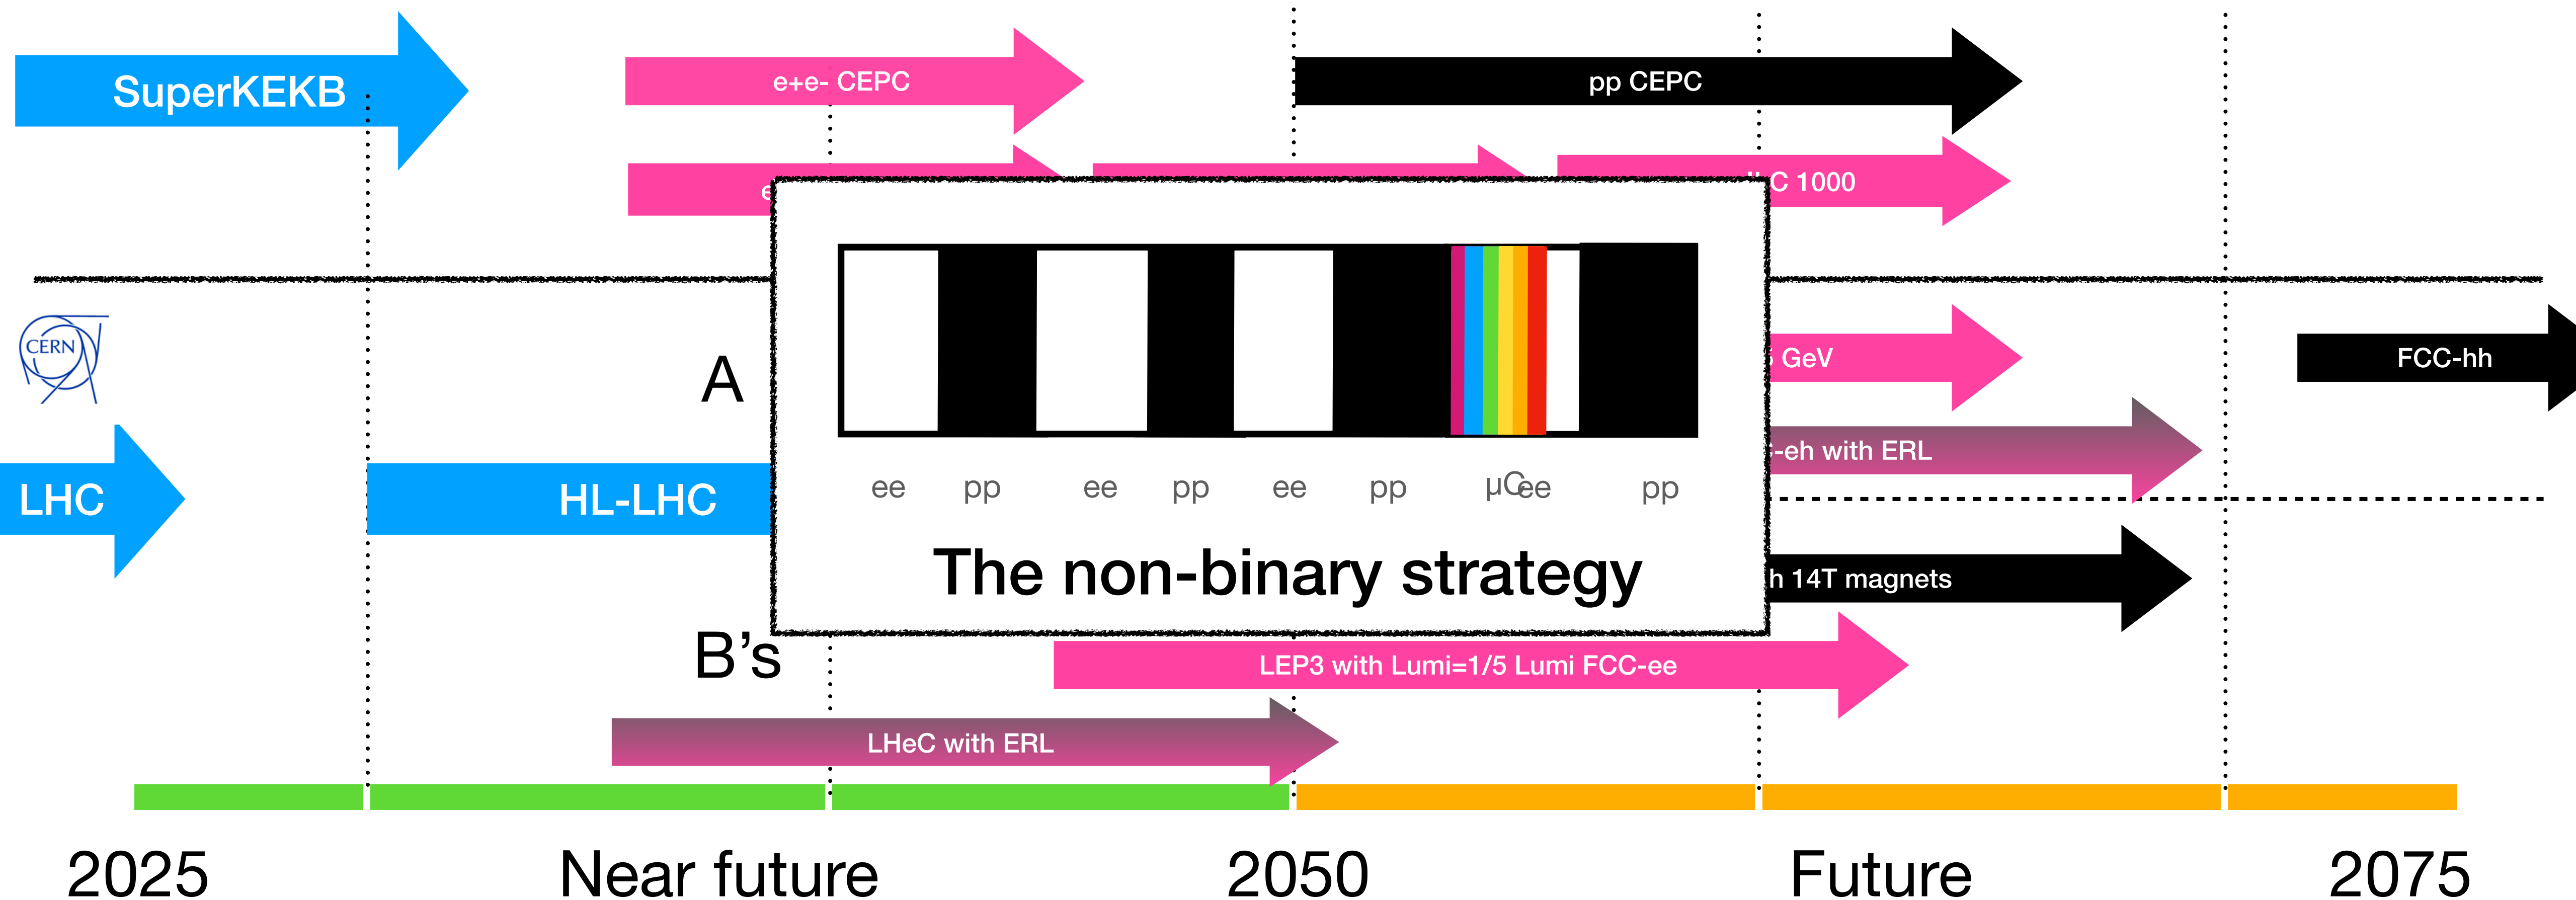 SuperKEKB
e+e- CEPC
pp CEPC
C 1000
CERN
A
GeV
FCC-hh
-eh with ERL
LHC
HL-LHC
ee pp ee pp ee pp µC ee pp
The non-binary strategy
h 14T magnets
B's
LEP3 with Lumi=1/5 Lumi FCC-ee
LHeC with ERL
2025 Near future 2050 Future 2075